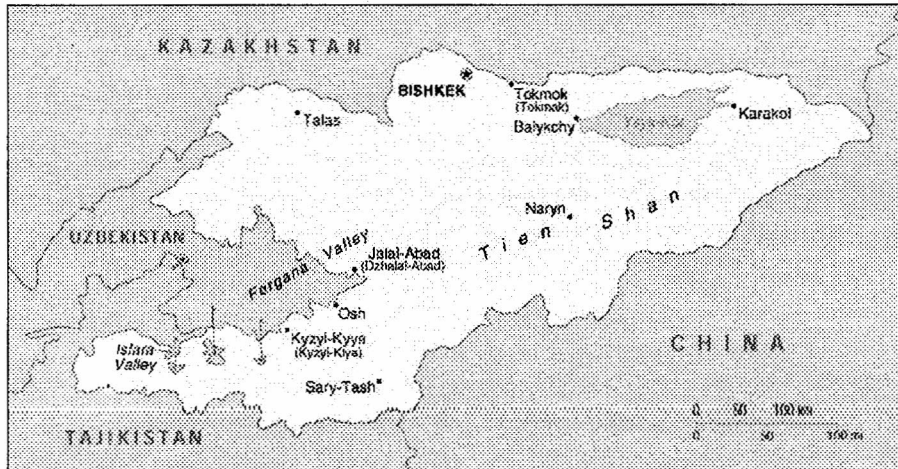 KAZAKHSTAN
BISHKEK
Tokmok
(Tokmak)
Balykchy
Karakol
Talas
Naryn
Tien Shan
UZBEKISTAN
Fergana Valley
Jalal-Abad
(Dzhalal-Abad)
Osh
Kyzyl-Kyya
(Kyzyl-Kiya)
Isfara
Valley
Sary-Tash
CHINA
TAJIKISTAN
0 50 100 km
0 50 100 mi